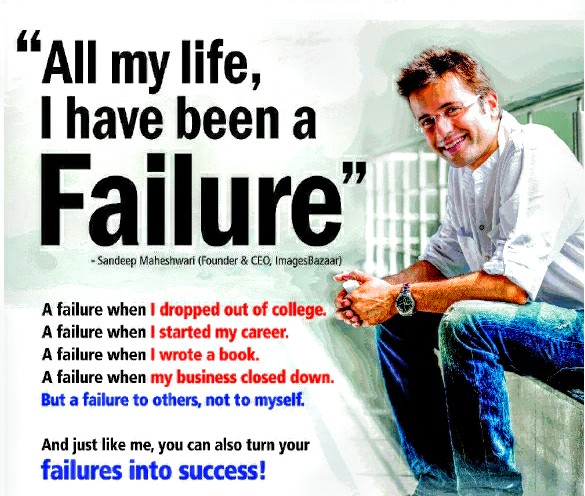 “All my life,
I have been a
Failure”
- Sandeep Maheshwari (Founder & CEO, ImagesBazaar)
A failure when I dropped out of college.
A failure when I started my career.
A failure when I wrote a book.
A failure when my business closed down.
But a failure to others, not to myself.
And just like me, you can also turn your
failures into success!